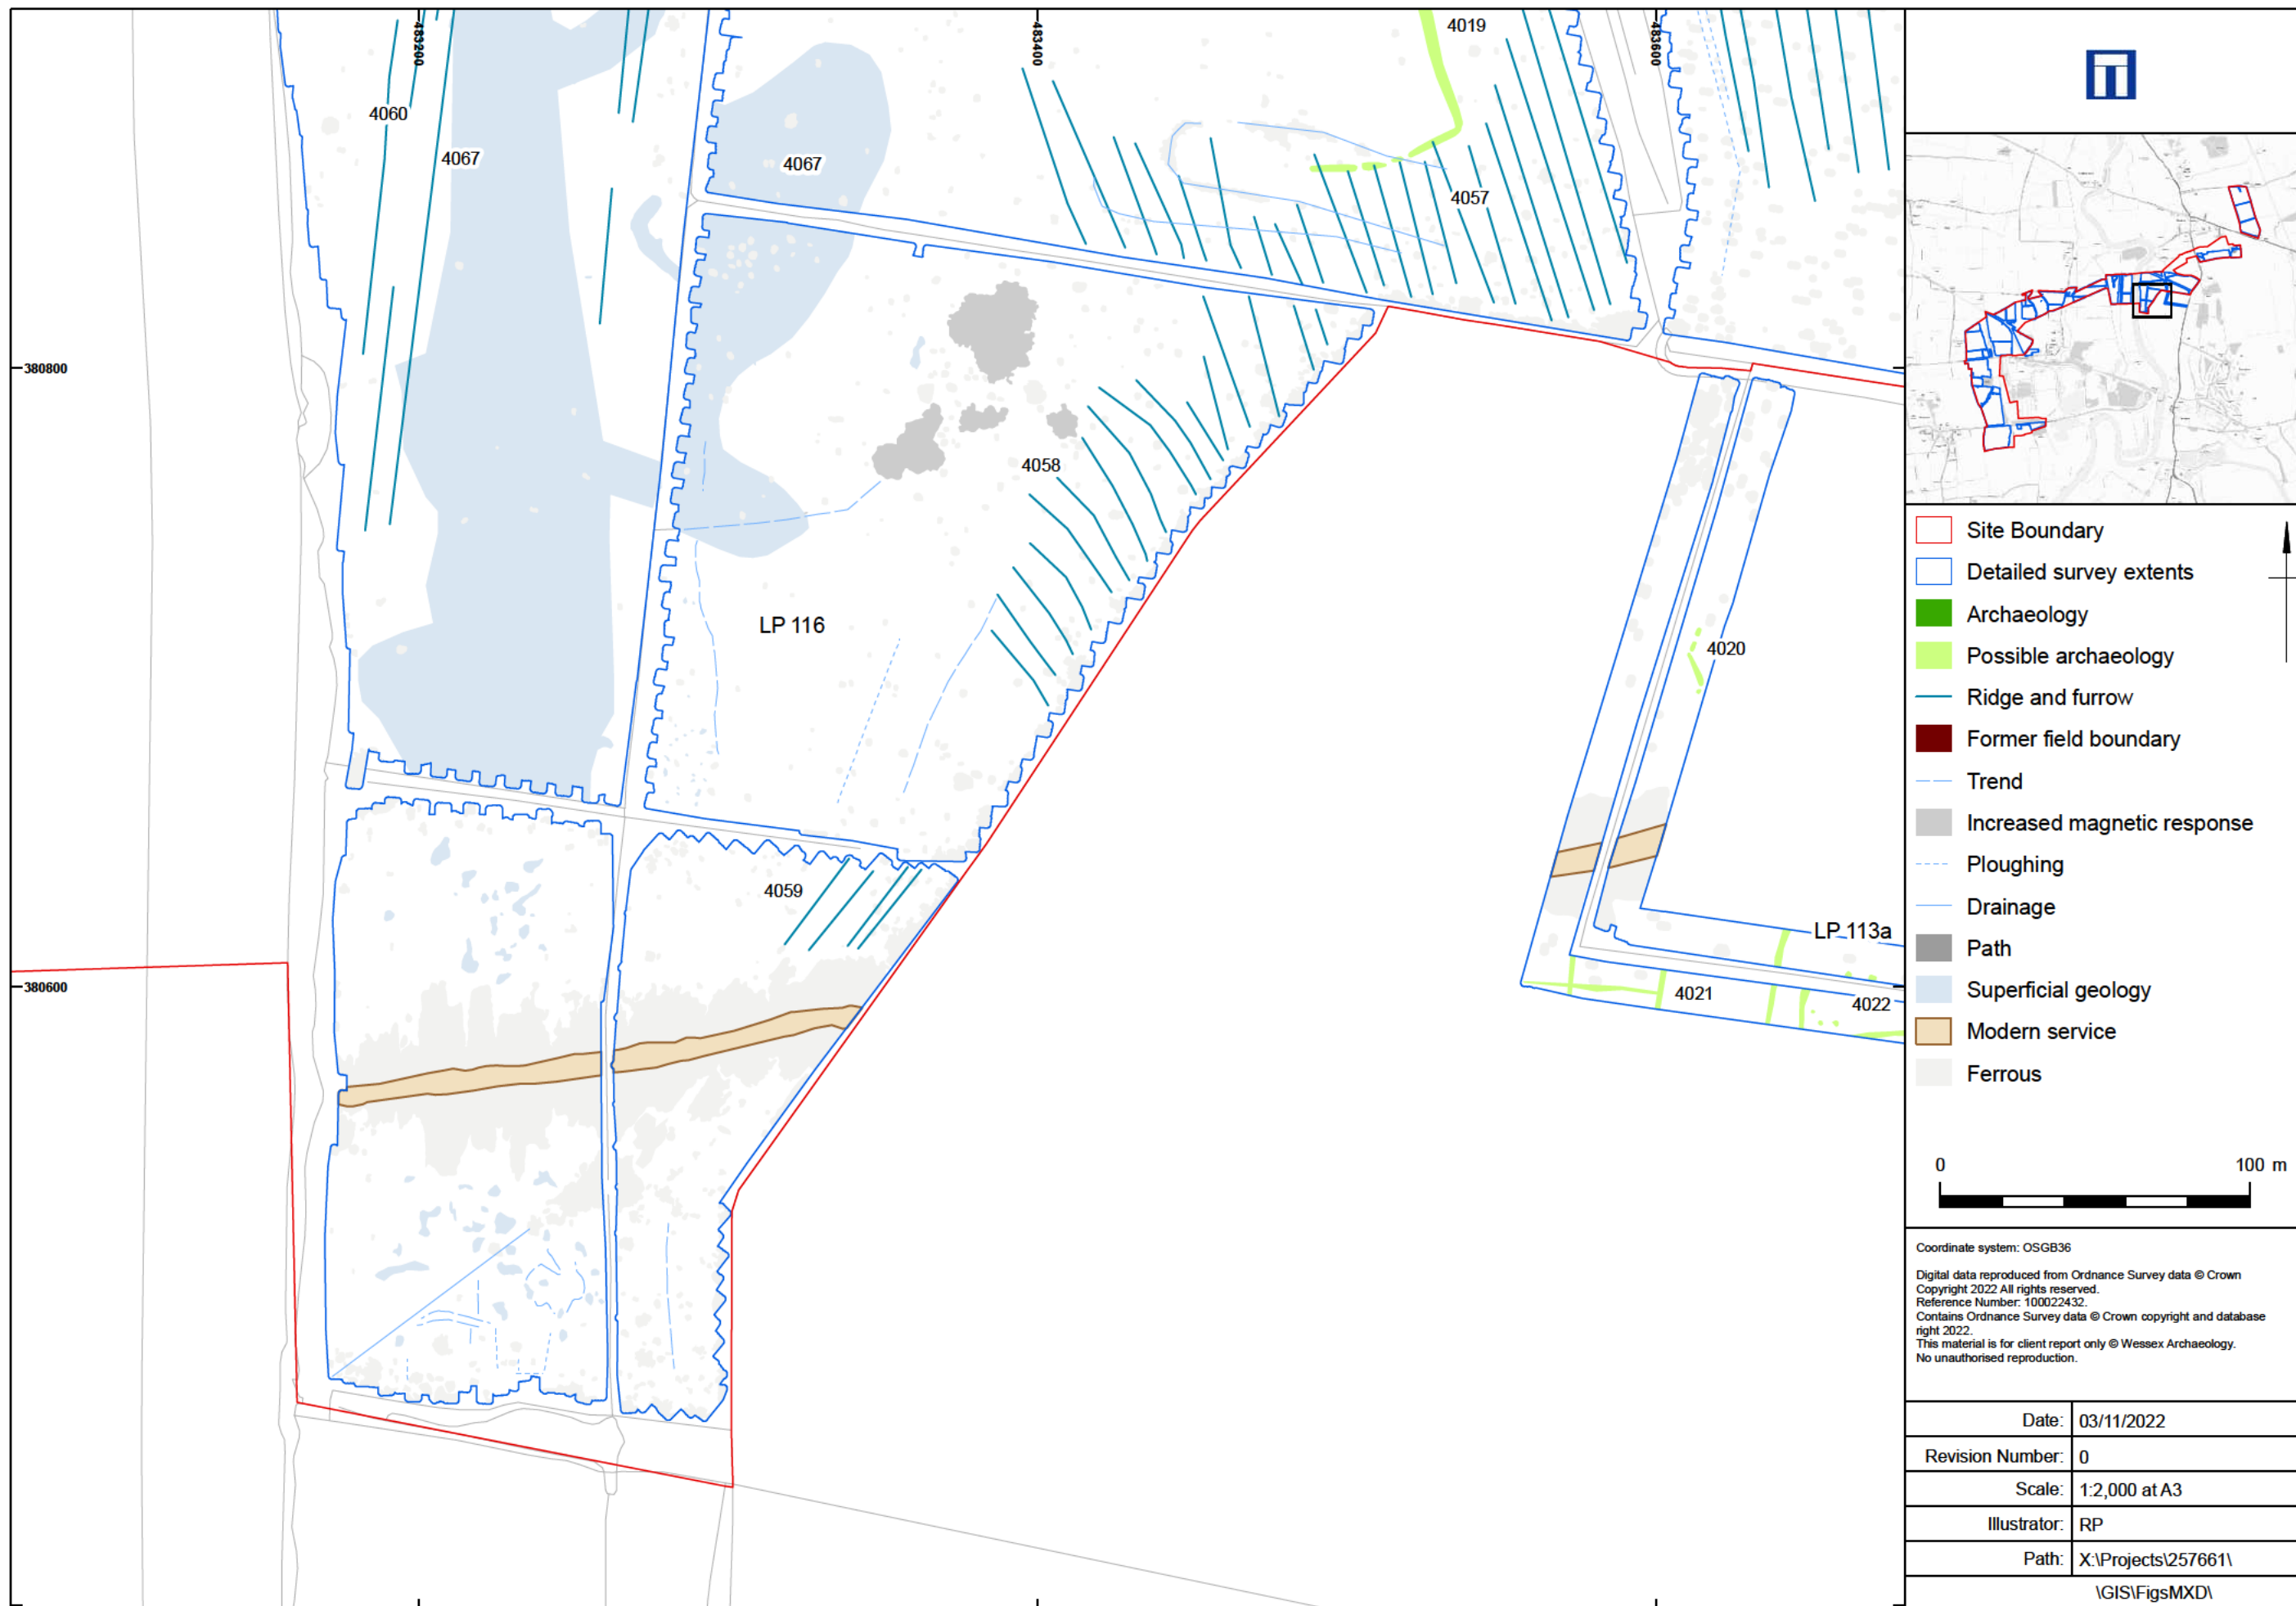 483200
483400
483600
4019
4060
4067
4067
4057
380800
4058
LP 116
4020
4059
LP 113a
380600
4021
4022
Site Boundary
Detailed survey extents
Archaeology
Possible archaeology
Ridge and furrow
Former field boundary
Trend
Increased magnetic response
Ploughing
Drainage
Path
Superficial geology
Modern service
Ferrous
0 100 m
Coordinate system: OSGB36
Digital data reproduced from Ordnance Survey data © Crown
Copyright 2022 All rights reserved.
Reference Number: 100022432.
Contains Ordnance Survey data © Crown copyright and database
right 2022.
This material is for client report only © Wessex Archaeology.
No unauthorised reproduction.
Date: 03/11/2022
Revision Number: 0
Scale: 1:2,000 at A3
Illustrator: RP
Path: X:\Projects\257661\
\GIS\FigsMXD\